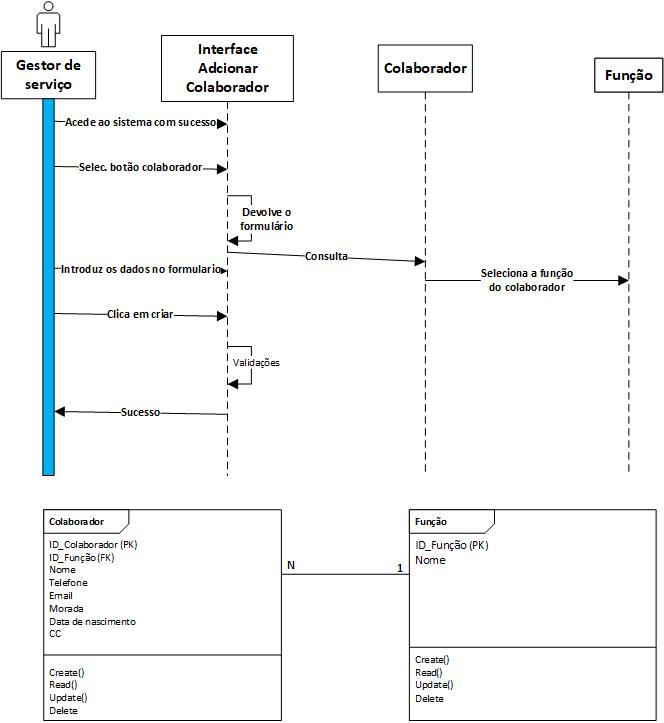 Gestor de
serviço
Interface
Adcionar
Colaborador
Colaborador
Função
Acede ao sistema com sucesso
Selec. botão colaborador
Devolve o
formulário
Consulta
Introduz os dados no formulario
Seleciona a função
do colaborador
Clica em criar
Validações
Sucesso
Colaborador
ID_Colaborador (PK)
ID_Função (FK)
Nome
Telefone
Email
Morada
Data de nascimento
CC
Create()
Read()
Update()
Delete
N
1
Função
ID_Função (PK)
Nome
Create()
Read()
Update()
Delete